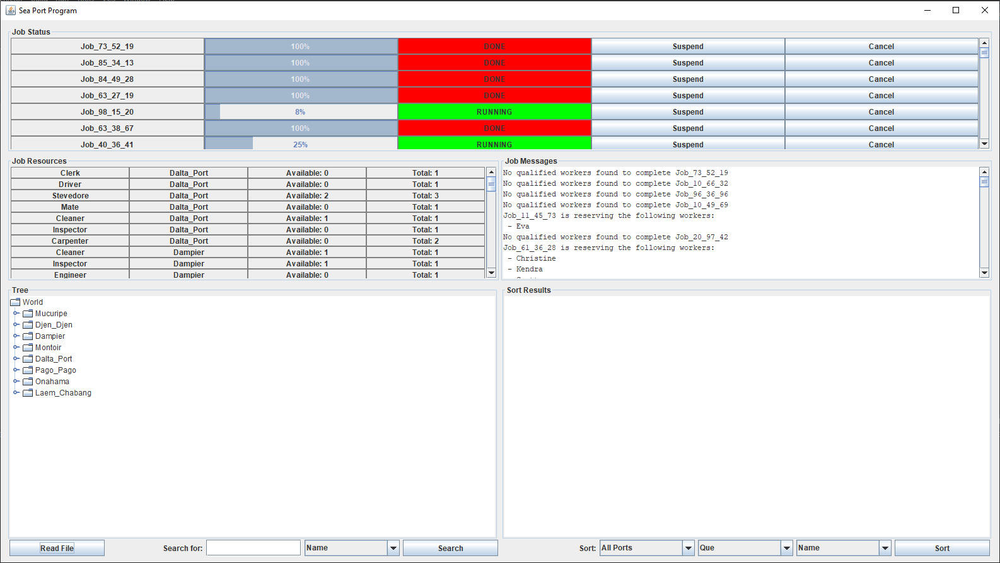 Sea Port Program
Job Status
Job_73_52_19 100% DONE Suspend Cancel
Job_85_34_13 100% DONE Suspend Cancel
Job_84_49_28 100% DONE Suspend Cancel
Job_63_27_19 100% DONE Suspend Cancel
Job_98_15_20 8% RUNNING Suspend Cancel
Job_63_38_67 100% DONE Suspend Cancel
Job_40_36_41 25% RUNNING Suspend Cancel
Job Resources
Clerk Dalta_Port Available: 0 Total: 1
Driver Dalta_Port Available: 0 Total: 1
Stevedore Dalta_Port Available: 2 Total: 3
Mate Dalta_Port Available: 0 Total: 1
Cleaner Dalta_Port Available: 1 Total: 1
Inspector Dalta_Port Available: 0 Total: 1
Carpenter Dalta_Port Available: 0 Total: 2
Cleaner Dampier Available: 1 Total: 1
Inspector Dampier Available: 1 Total: 1
Engineer Dampier Available: 0 Total: 1
Job Messages
No qualified workers found to complete Job_73_52_19
No qualified workers found to complete Job_10_66_32
No qualified workers found to complete Job_96_36_96
No qualified workers found to complete Job_10_49_69
Job_11_45_73 is reserving the following workers:
- Eva
No qualified workers found to complete Job_20_97_42
Job_61_36_28 is reserving the following workers:
- Christine
- Kendra
Tree
World
Mucuripe
Djen_Djen
Dampier
Montoir
Dalta_Port
Pago_Pago
Onahama
Laem_Chabang
Sort Results
Read File Search for: Name Search Sort: All Ports Que Name Sort